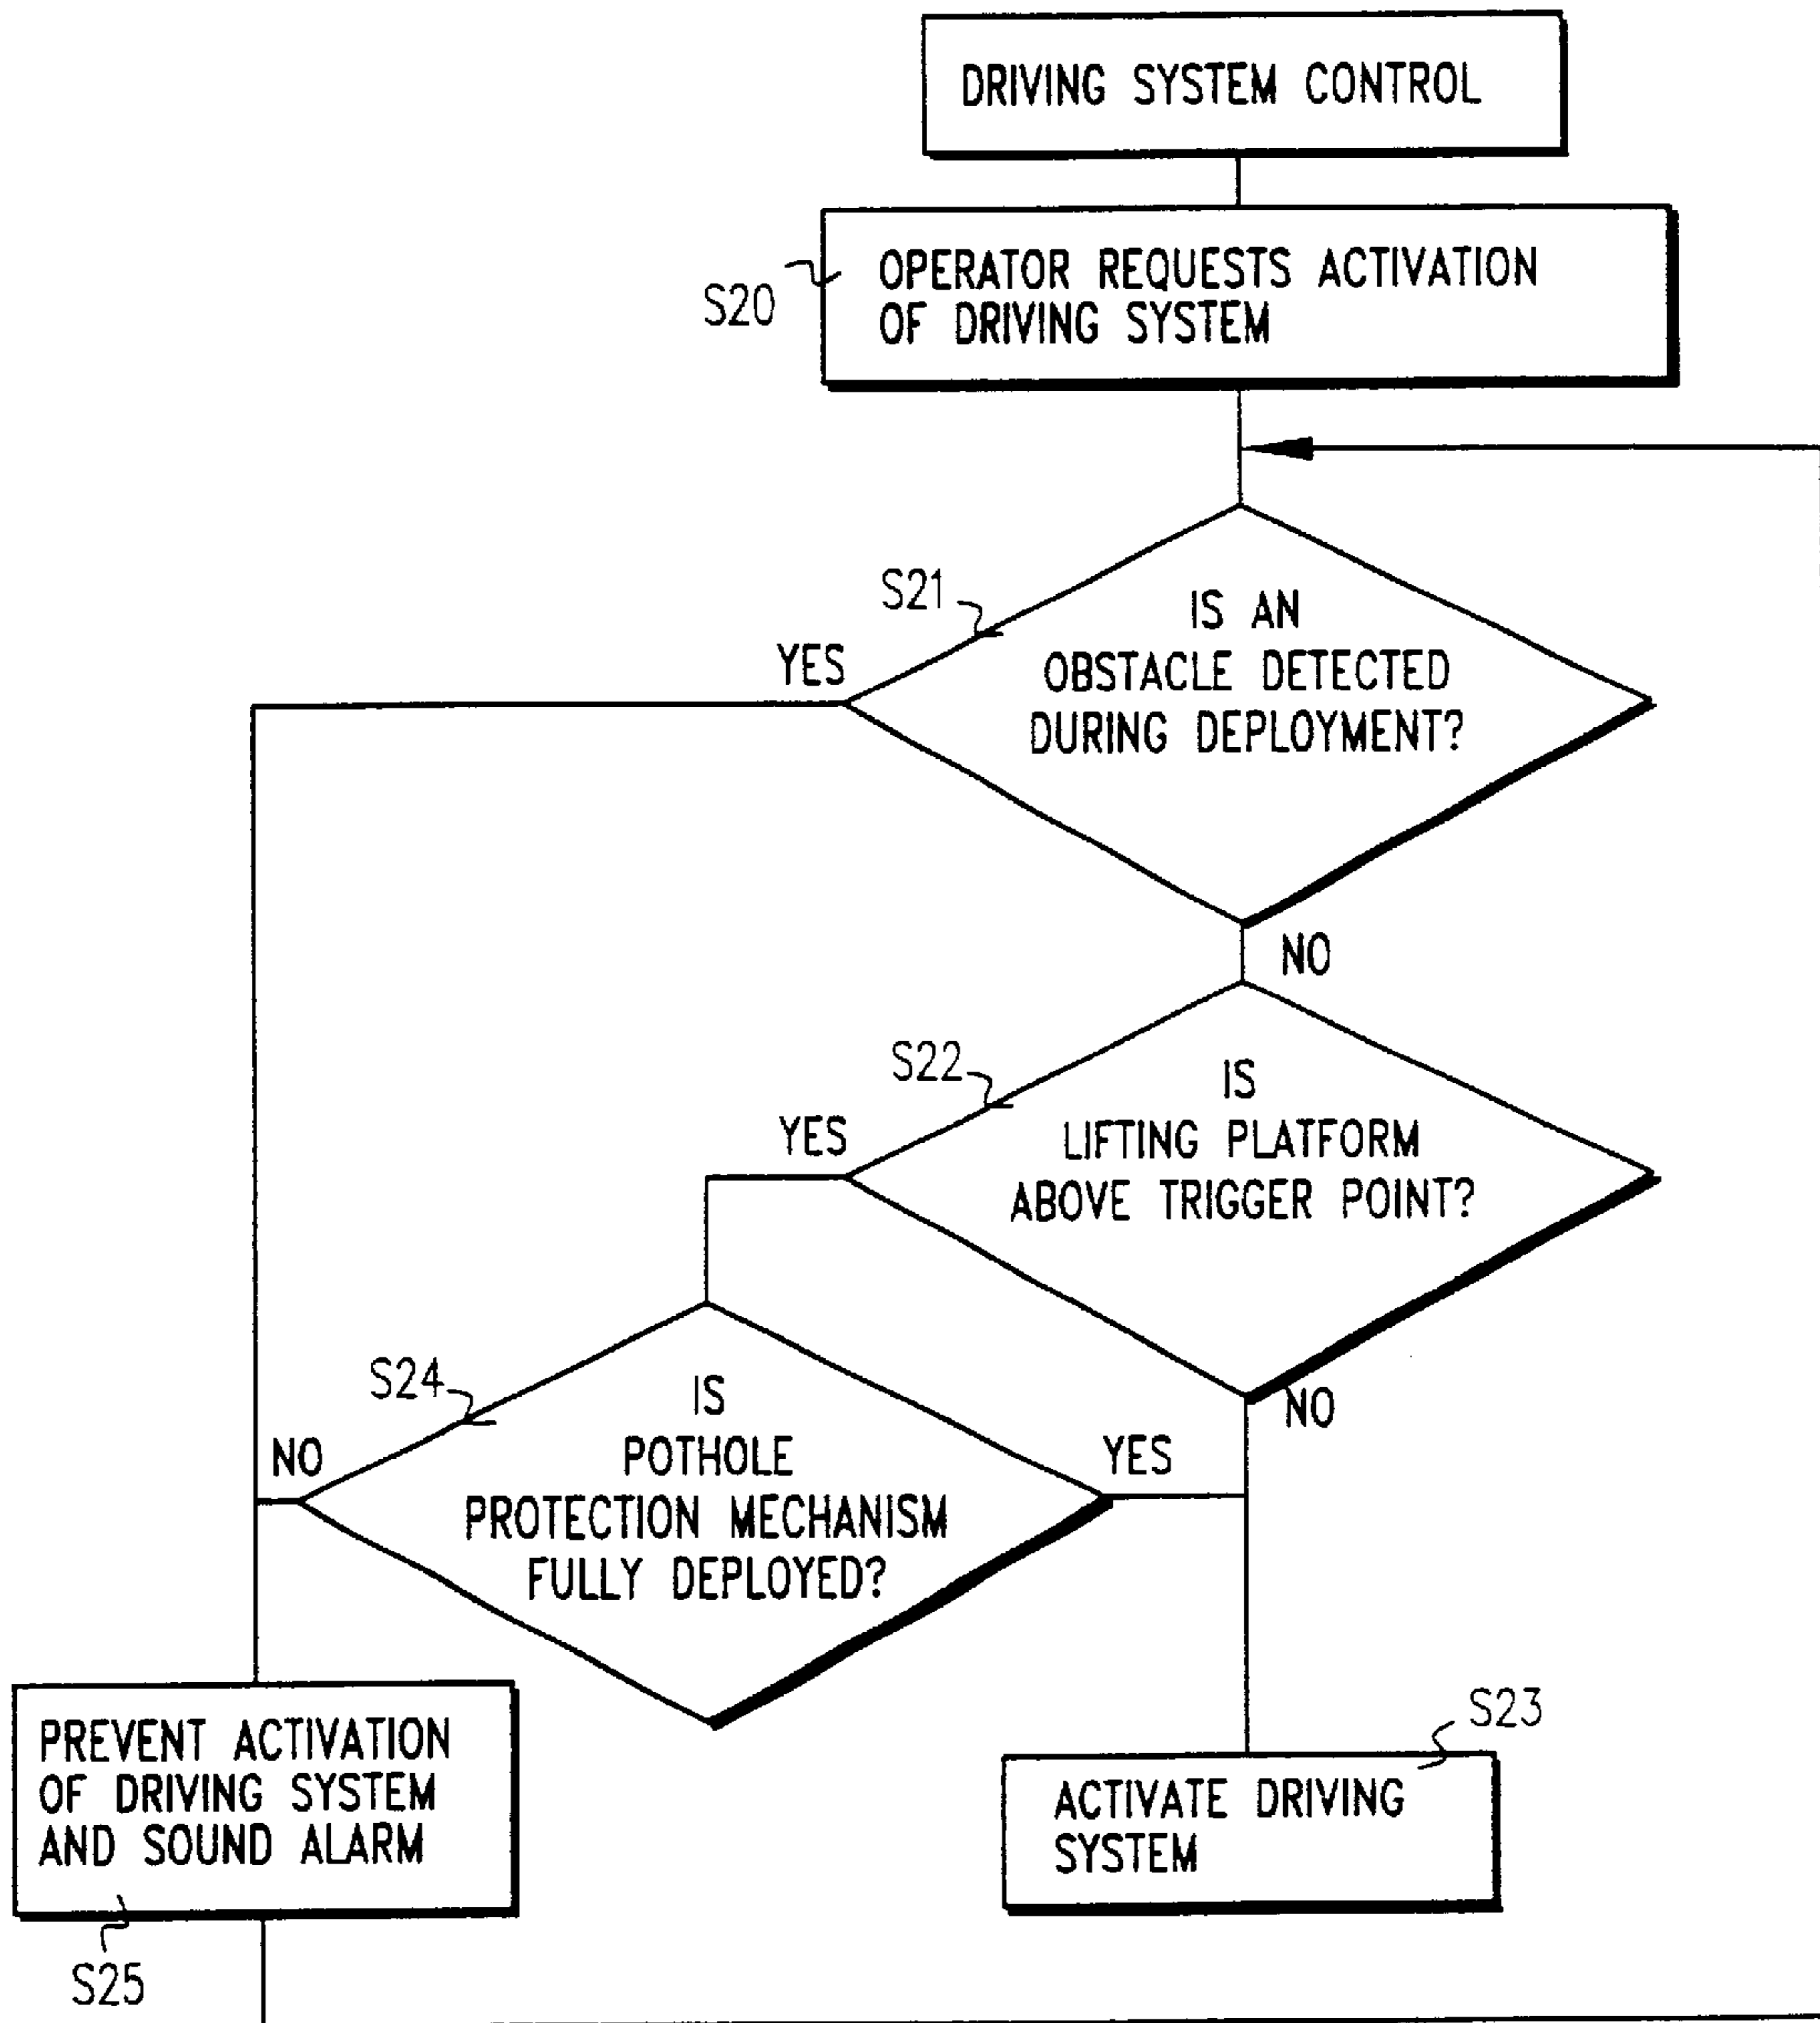 DRIVING SYSTEM CONTROL
S20
OPERATOR REQUESTS ACTIVATION
OF DRIVING SYSTEM
S21
IS AN
OBSTACLE DETECTED
DURING DEPLOYMENT?
YES
NO
S22
IS
LIFTING PLATFORM
ABOVE TRIGGER POINT?
YES
NO
S24
IS
POTHOLE
PROTECTION MECHANISM
FULLY DEPLOYED?
NO
YES
PREVENT ACTIVATION
OF DRIVING SYSTEM
AND SOUND ALARM
S25
S23
ACTIVATE DRIVING
SYSTEM